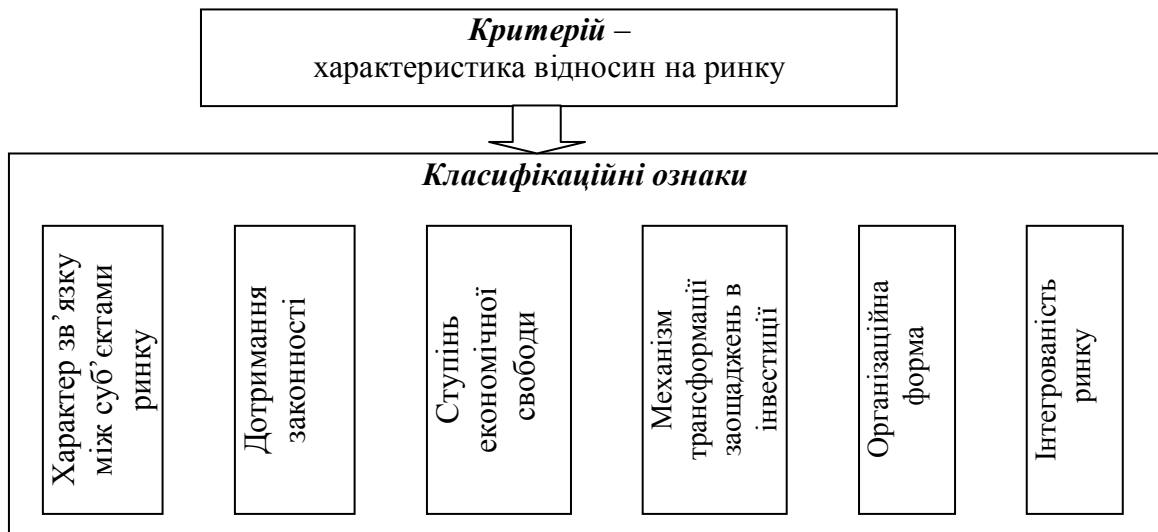 Критерій –
характеристика відносин на ринку
Класифікаційні ознаки
Характер зв’язку
між суб’єктами
ринку
Дотримання
законності
Ступінь
економічної
свободи
Механізм
трансформації
заощаджень в
інвестиції
Організаційна
форма
Інтегрованість
ринку